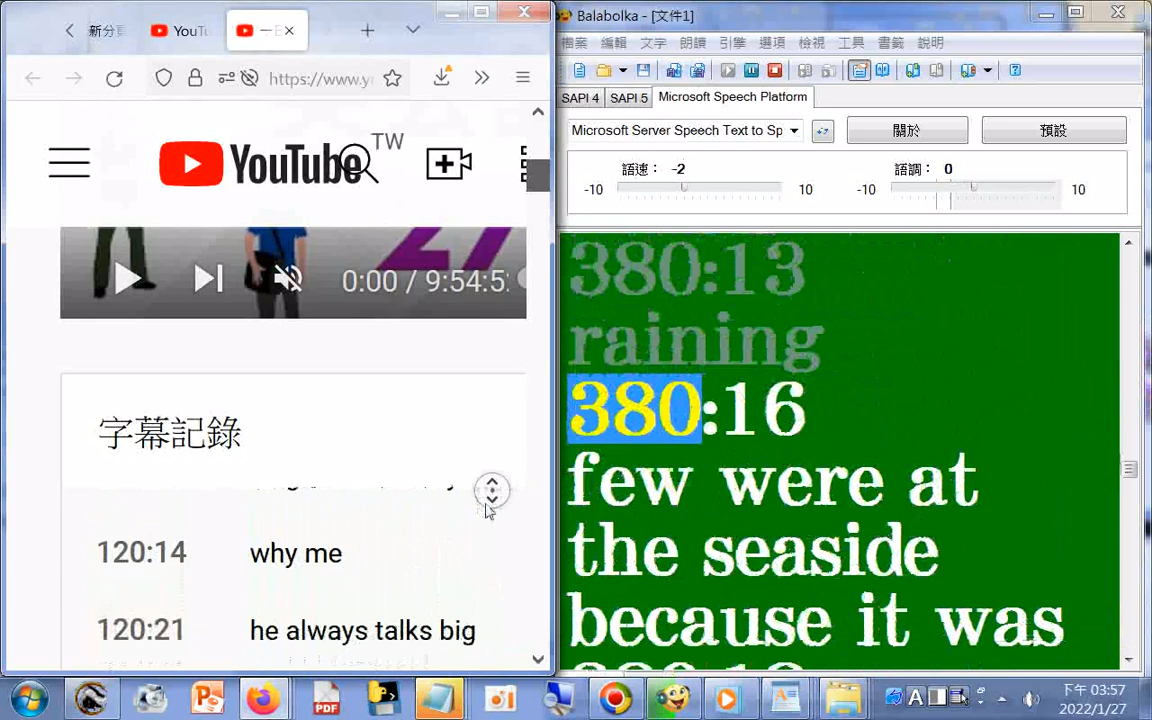 新分
YouTu
一 E
https://www.y
YouTube
TW
27
0:00 / 9:54:5
字幕記錄
120:14
why me
120:21
he always talks big
Balabolka - [文件1]
檔案 編輯 文字 朗讀 引擎 選項 檢視 工具 書籤 說明
SAPI 4 SAPI 5 Microsoft Speech Platform
Microsoft Server Speech Text to Sp
關於
預設
語速: -2
-10 10
語調: 0
-10 10
380:13
raining
380:16
few were at
the seaside
because it was
PDF
A
下午 03:57
2022/1/27